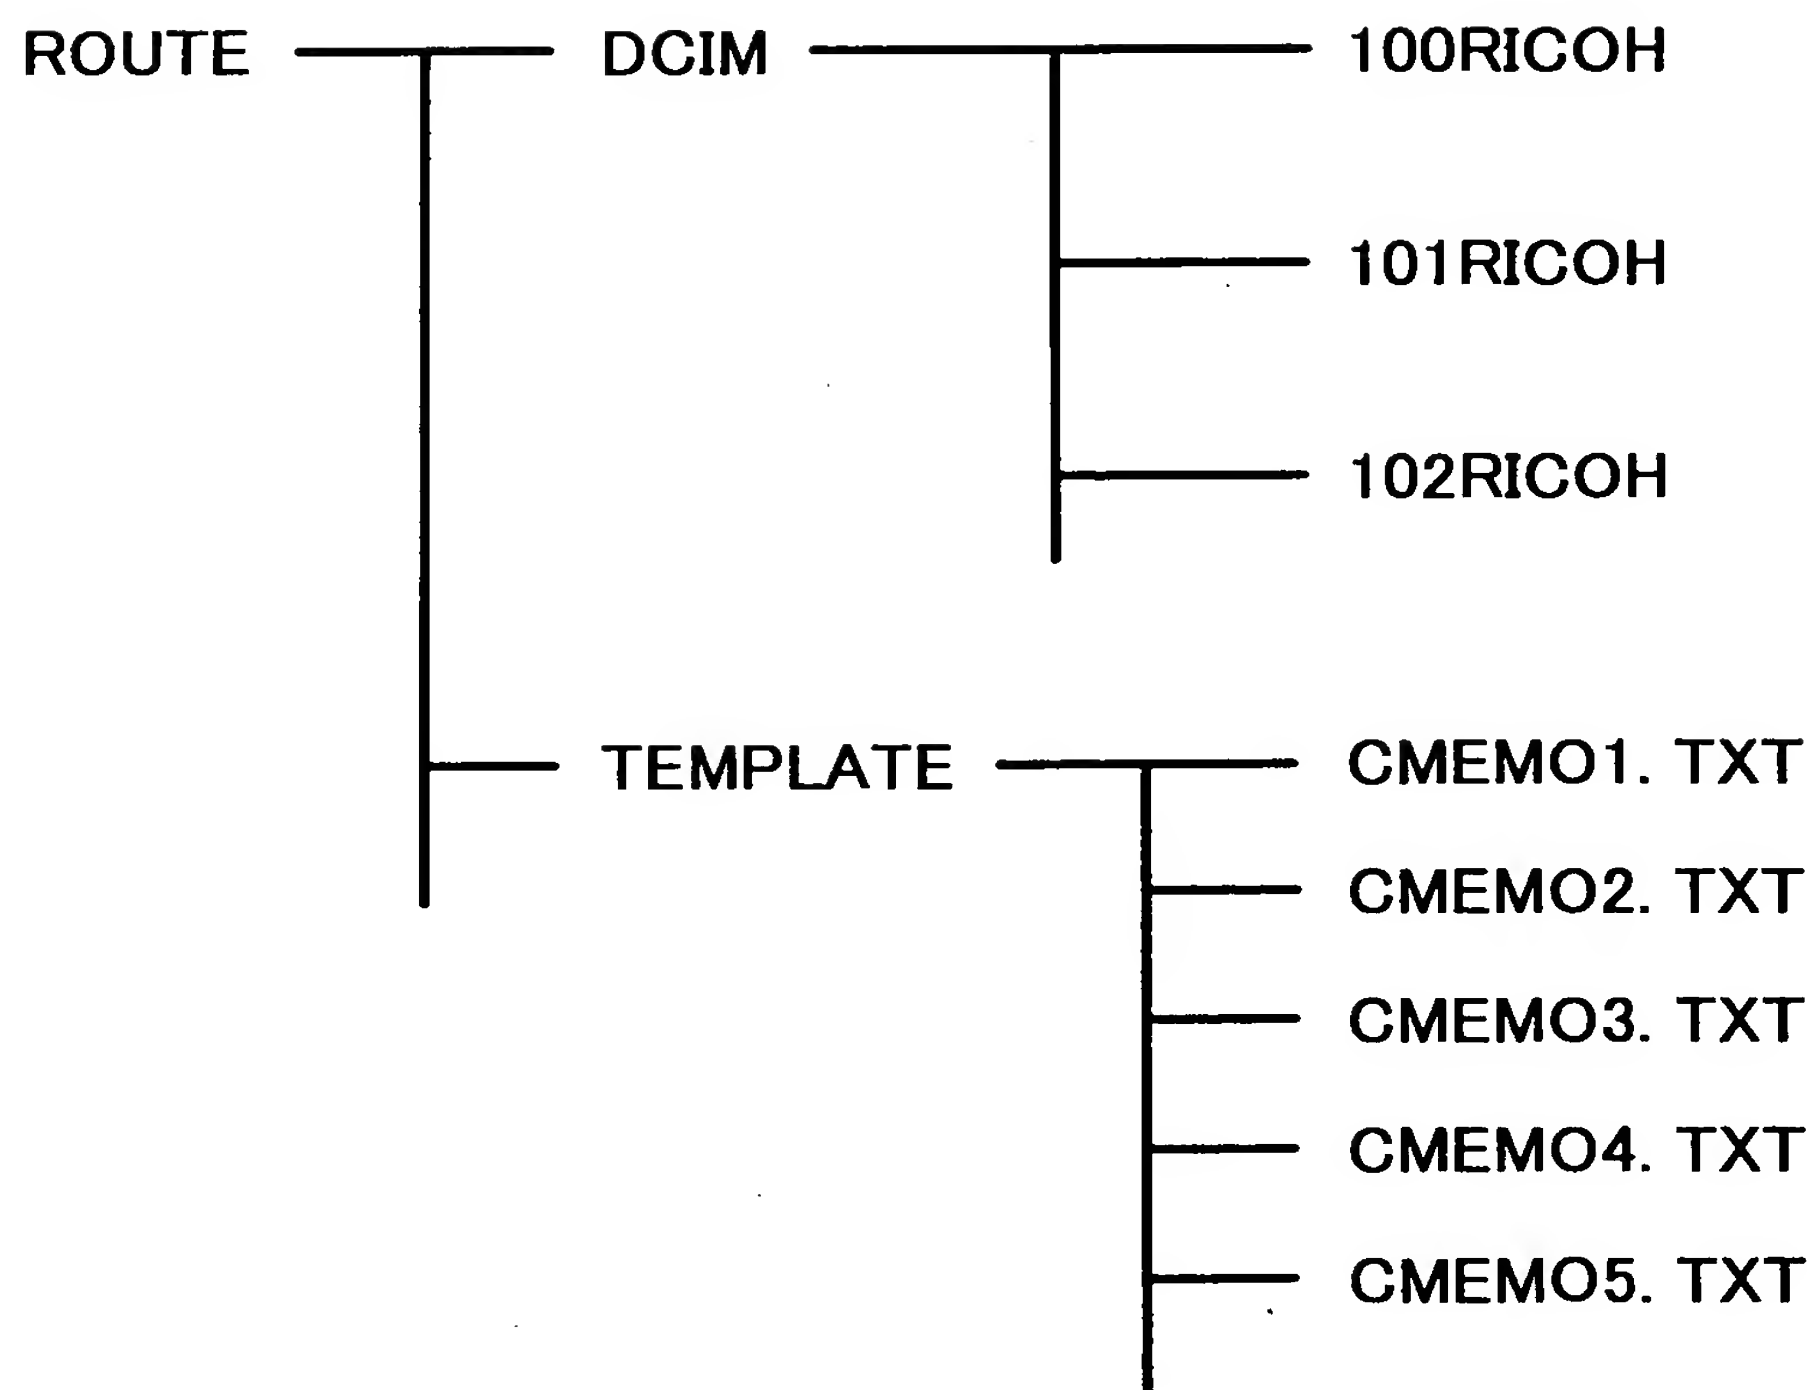 ROUTE DCIM 100RICOH
101RICOH
102RICOH
TEMPLATE CMEMO1. TXT
CMEMO2. TXT
CMEMO3. TXT
CMEMO4. TXT
CMEMO5. TXT